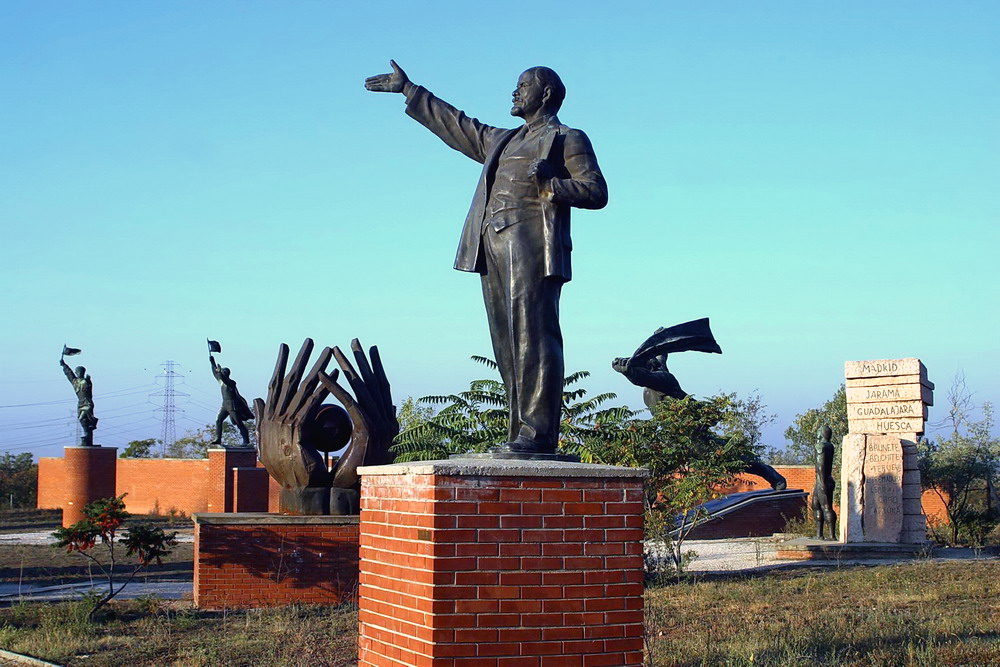 MADRID
JARAMA
GUADALAJARA
HUESCA
BRUNETE
BELCHITE
TERUEL